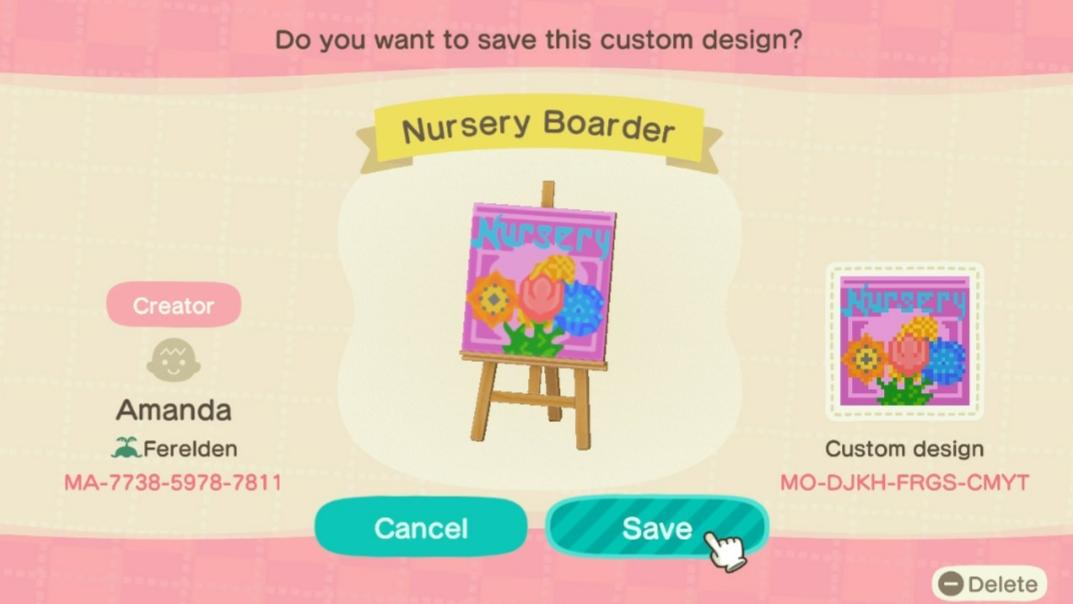 Do you want to save this custom design?
Nursery Boarder
Nursery
Nursery
Creator
Amanda
Ferelden
MA-7738-5978-7811
Custom design
MO-DJKH-FRGS-CMYT
Cancel
Save
Delete